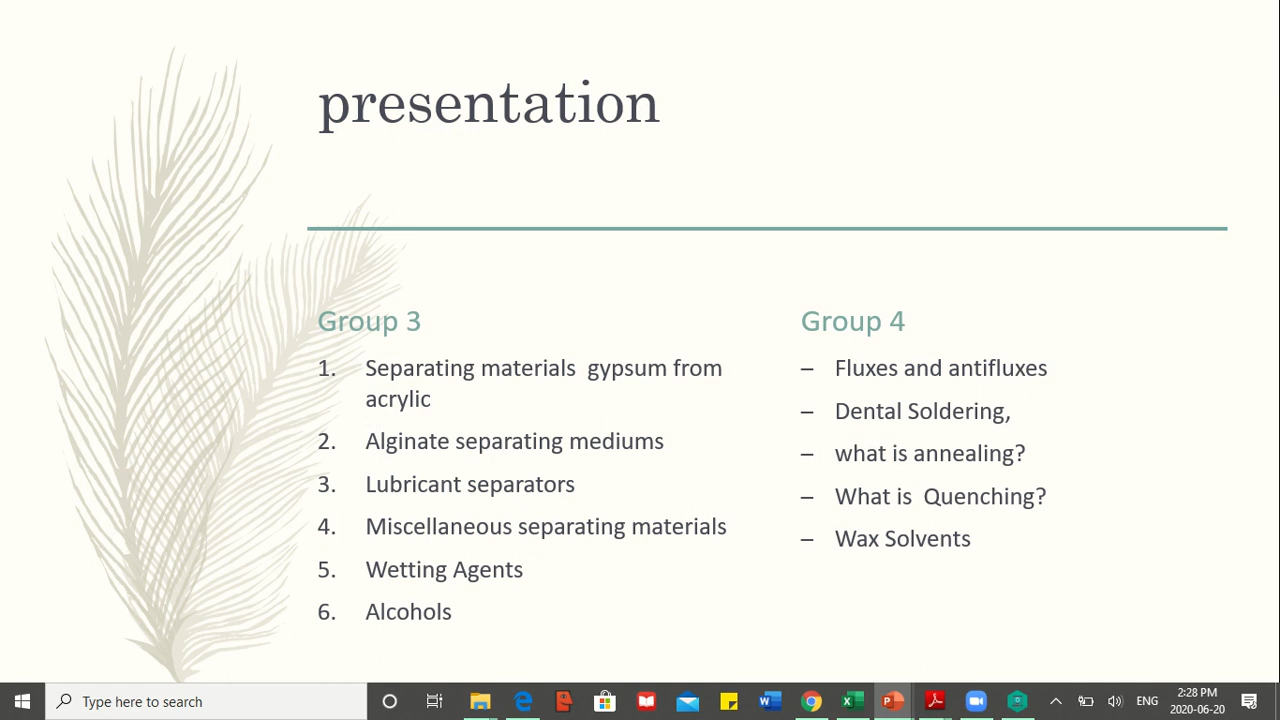 presentation
Group 3
1. Separating materials  gypsum from
acrylic
2. Alginate separating mediums
3. Lubricant separators
4. Miscellaneous separating materials
5. Wetting Agents
6. Alcohols
Group 4
– Fluxes and antifluxes
– Dental Soldering,
– what is annealing?
– What is  Quenching?
– Wax Solvents
Type here to search
ENG
2:28 PM
2020-06-20